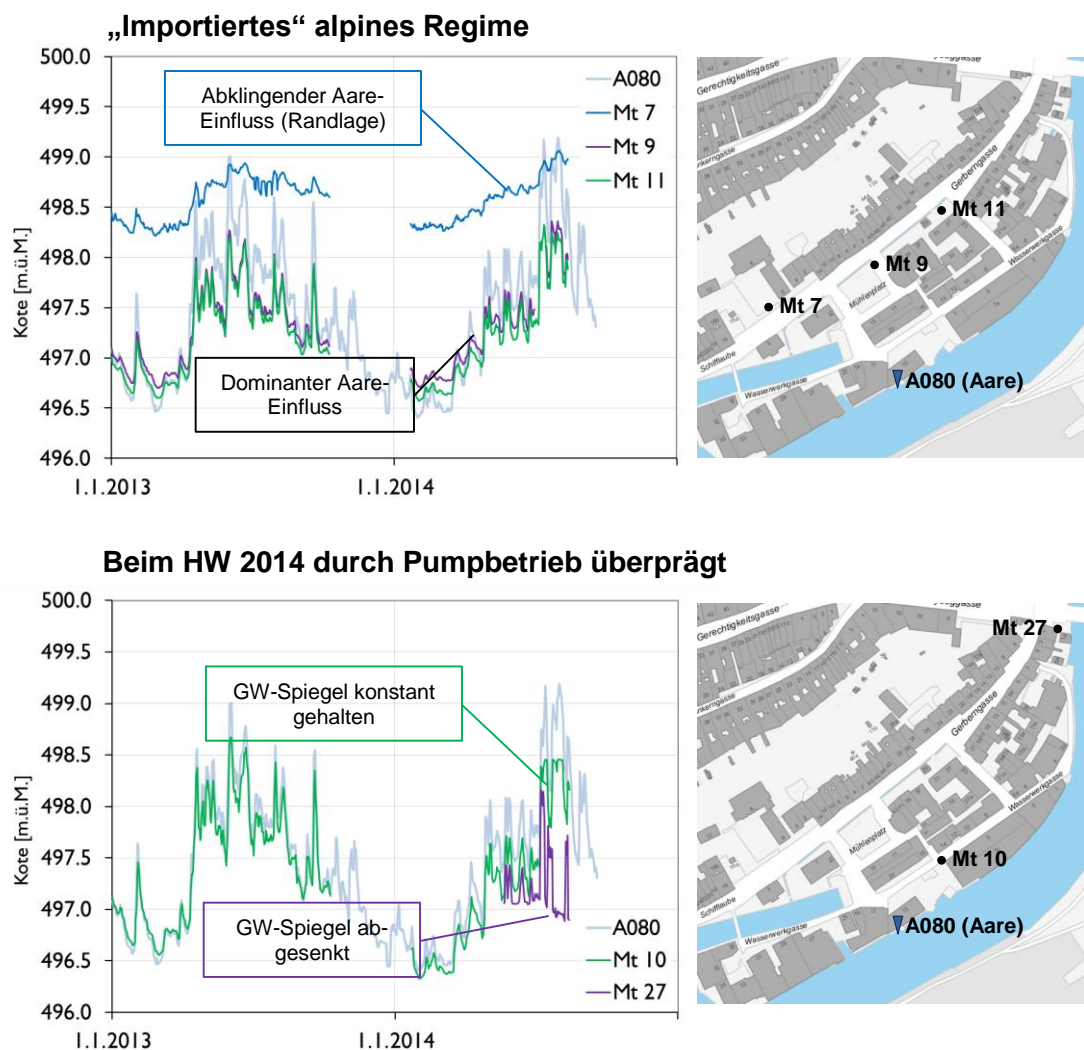 „Importiertes“ alpines Regime
500.0
499.5
499.0
498.5
498.0
497.5
497.0
496.5
496.0
Kote [m.ü.M.]
1.1.2013
1.1.2014
Abklingender Aare-
Einfluss (Randlage)
Dominanter Aare-
Einfluss
A080
Mt 7
Mt 9
Mt 11
Gerechtigkeitsgasse
Gerberngasse
Mt 11
Wasserwerkgasse
Mt 9
Mühlenplatz
Mt 7
Schifflaube
Wasserwerkgasse
A080 (Aare)
Beim HW 2014 durch Pumpbetrieb überprägt
500.0
499.5
499.0
498.5
498.0
497.5
497.0
496.5
496.0
Kote [m.ü.M.]
1.1.2013
1.1.2014
GW-Spiegel konstant
gehalten
GW-Spiegel ab-
gesenkt
A080
Mt 10
Mt 27
Mt 27
Gerechtigkeitsgasse
Gerberngasse
Wasserwerkgasse
Mühlenplatz
Mt 10
Schifflaube
Wasserwerkgasse
A080 (Aare)